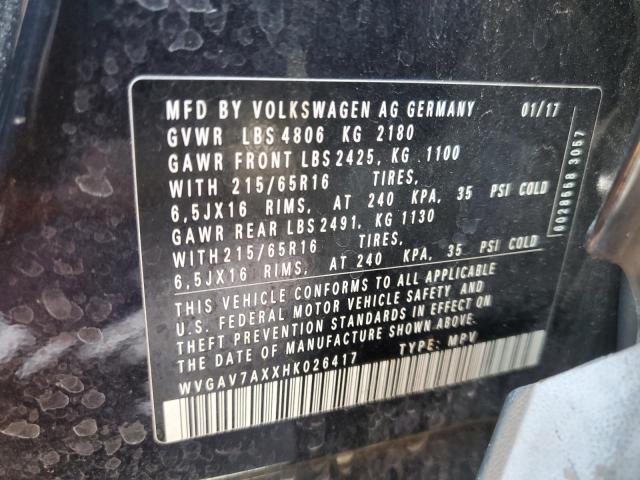 MFD BY VOLKSWAGEN AG GERMANY 01/17
GVWR LBS 4806 KG 2180
GAWR FRONT LBS 2425, KG .1100
WITH 215/65R16 TIRES,
6,5JX16 RIMS, AT 240 KPA, 35 PSI COLD
GAWR REAR LBS 2491, KG 1130
WITH 215/65R16 TIRES,
6,5JX16 RIMS, AT 240 KPA, 35 PSI COLD
THIS VEHICLE CONFORMS TO ALL APPLICABLE
U.S. FEDERAL MOTOR VEHICLE SAFETY AND
THEFT PREVENTION STANDARDS IN EFFECT ON
THE DATE OF MANUFACTURE SHOWN ABOVE.
WVGAV7AXXHK026417 TYPE: MPV
6028668 3057